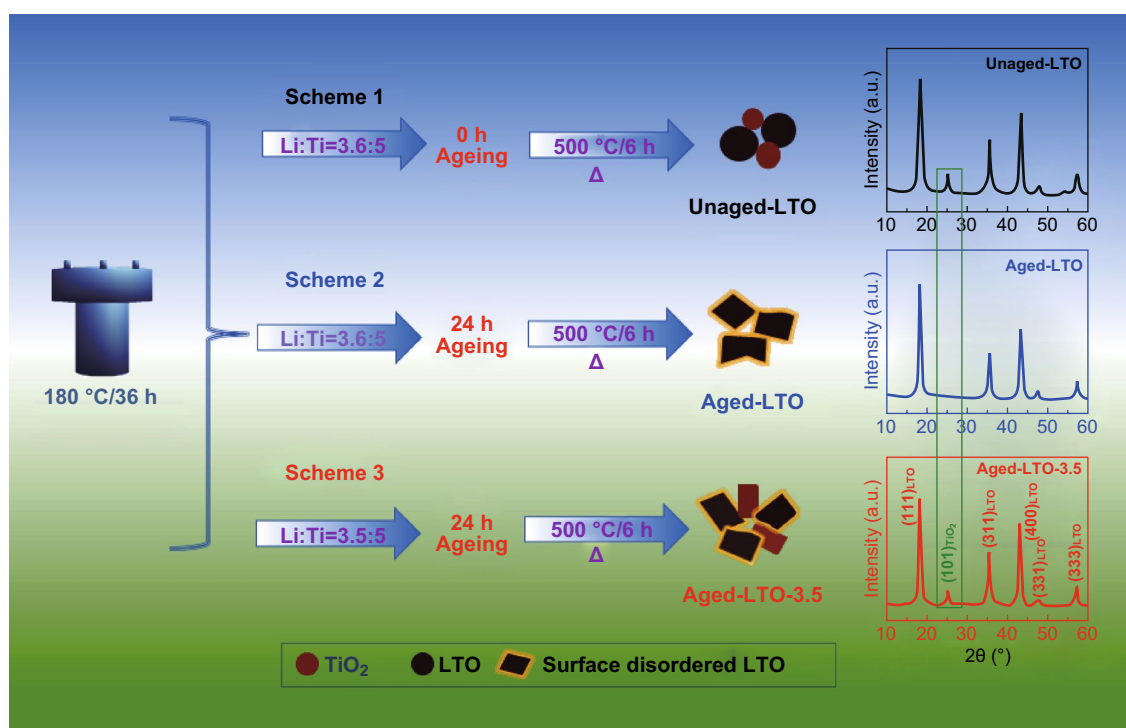 180 °C/36 h
Scheme 1
Li:Ti=3.6:5
0 h
Ageing
500 °C/6 h
Δ
Unaged-LTO
Scheme 2
Li:Ti=3.6:5
24 h
Ageing
500 °C/6 h
Δ
Aged-LTO
Scheme 3
Li:Ti=3.5:5
24 h
Ageing
500 °C/6 h
Δ
Aged-LTO-3.5
Unaged-LTO
Intensity (a.u.)
10 20 30 40 50 60
Aged-LTO
Intensity (a.u.)
10 20 30 40 50 60
Aged-LTO-3.5
Intensity (a.u.)
(111)LTO
(101)TiO2
(311)LTO
(400)LTO
(331)LTO
(333)LTO
10 20 30 40 50 60
2θ (°)
TiO2 LTO Surface disordered LTO